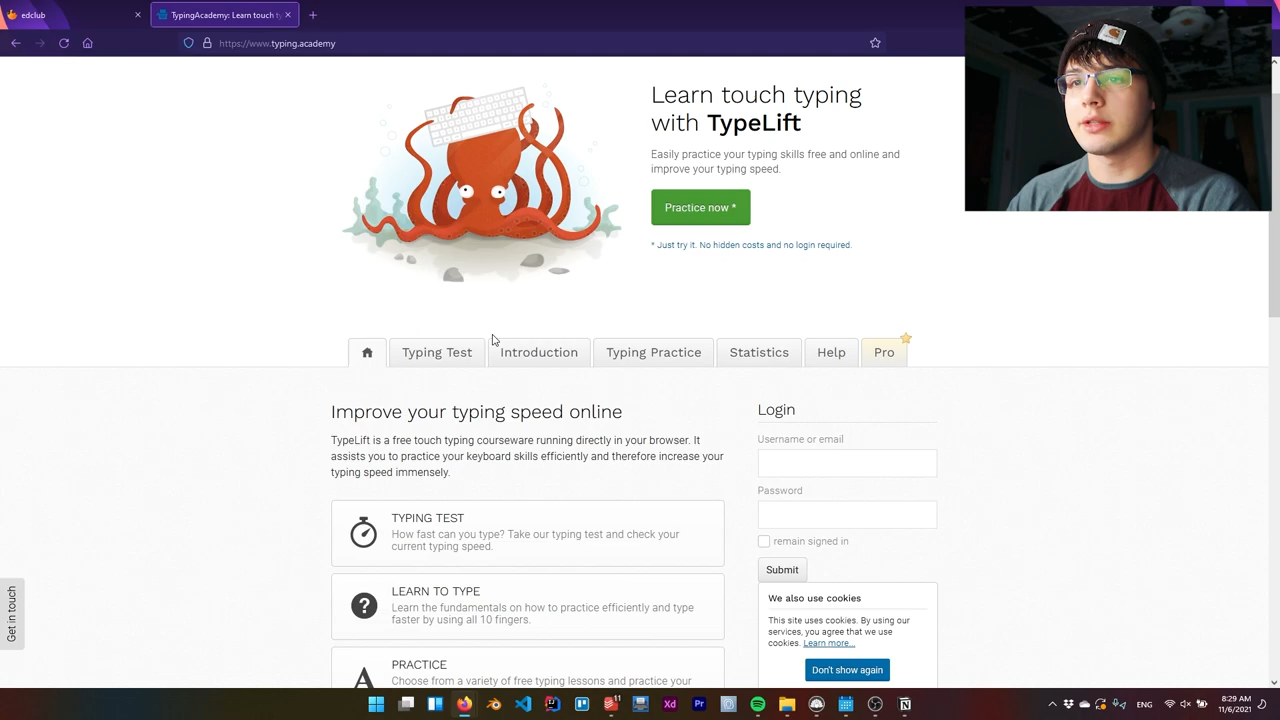 edclub
TypingAcademy: Learn touch ty
https://www.typing.academy
Learn touch typing
with TypeLift
Easily practice your typing skills free and online and
improve your typing speed.
Practice now *
* Just try it. No hidden costs and no login required.
Typing Test
Introduction
Typing Practice
Statistics
Help
Pro
Improve your typing speed online
TypeLift is a free touch typing courseware running directly in your browser. It
assists you to practice your keyboard skills efficiently and therefore increase your
typing speed immensely.
TYPING TEST
How fast can you type? Take our typing test and check your
current typing speed.
LEARN TO TYPE
Learn the fundamentals on how to practice efficiently and type
faster by using all 10 fingers.
PRACTICE
Choose from a variety of free typing lessons and practice your
Login
Username or email
Password
remain signed in
Submit
We also use cookies
This site uses cookies. By using our
services, you agree that we use
cookies. Learn more...
Don't show again
Get in touch
11
Xd
Pr
ENG
8:29 AM
11/6/2021